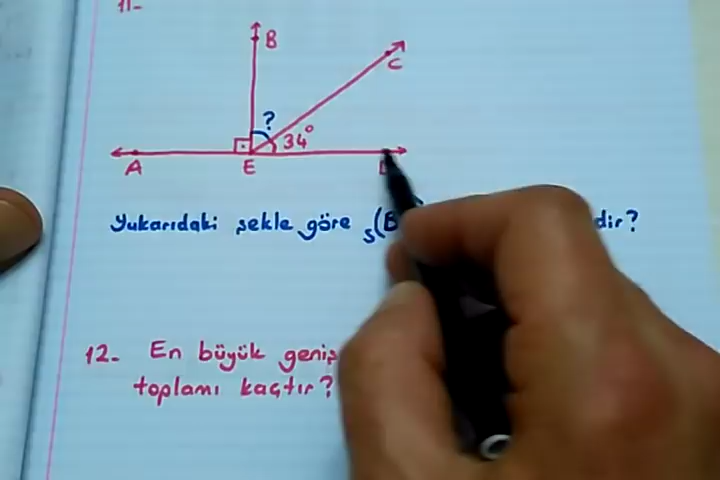 11-
B
C
?
34°
A
E
Yukarıdaki şekle göre s(B dir?
12- En büyük geniş
toplamı kaçtır?